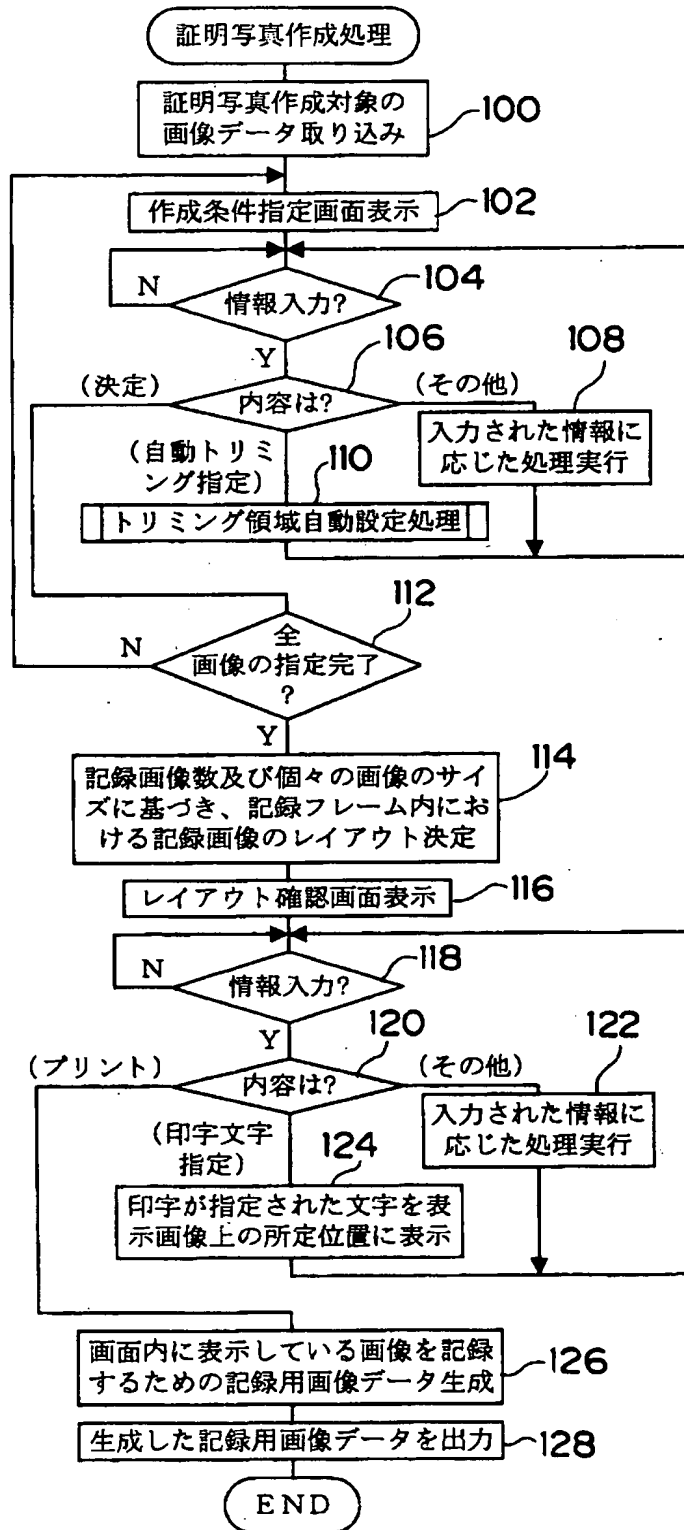 証明写真作成処理
証明写真作成対象の
画像データ取り込み
100
作成条件指定画面表示
102
N
情報入力?
104
Y
106
(決定)
内容は?
(その他)
108
入力された情報に
応じた処理実行
(自動トリミ
ング指定)
110
トリミング領域自動設定処理
112
N
全
画像の指定完了
?
Y
記録画像数及び個々の画像のサイ
ズに基づき、記録フレーム内にお
ける記録画像のレイアウト決定
114
レイアウト確認画面表示
116
N
情報入力?
118
Y
120
(プリント)
内容は?
(その他)
122
入力された情報に
応じた処理実行
(印字文字
指定)
124
印字が指定された文字を表
示画像上の所定位置に表示
画面内に表示している画像を記録
するための記録用画像データ生成
126
生成した記録用画像データを出力
128
END